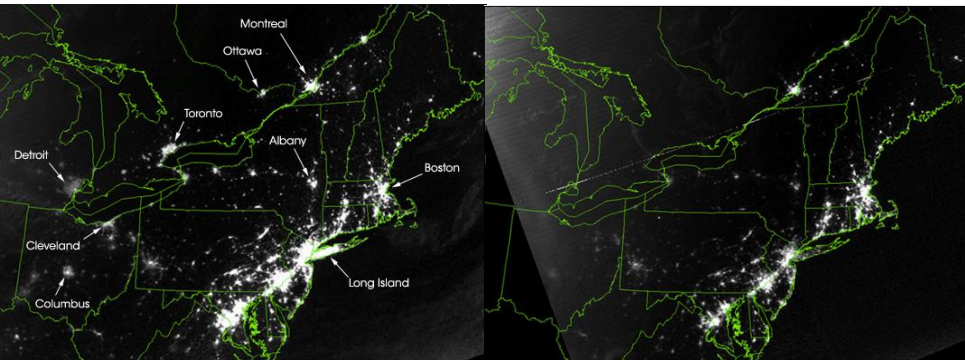 Montreal
Ottawa
Toronto
Albany
Detroit
Boston
Cleveland
Long Island
Columbus